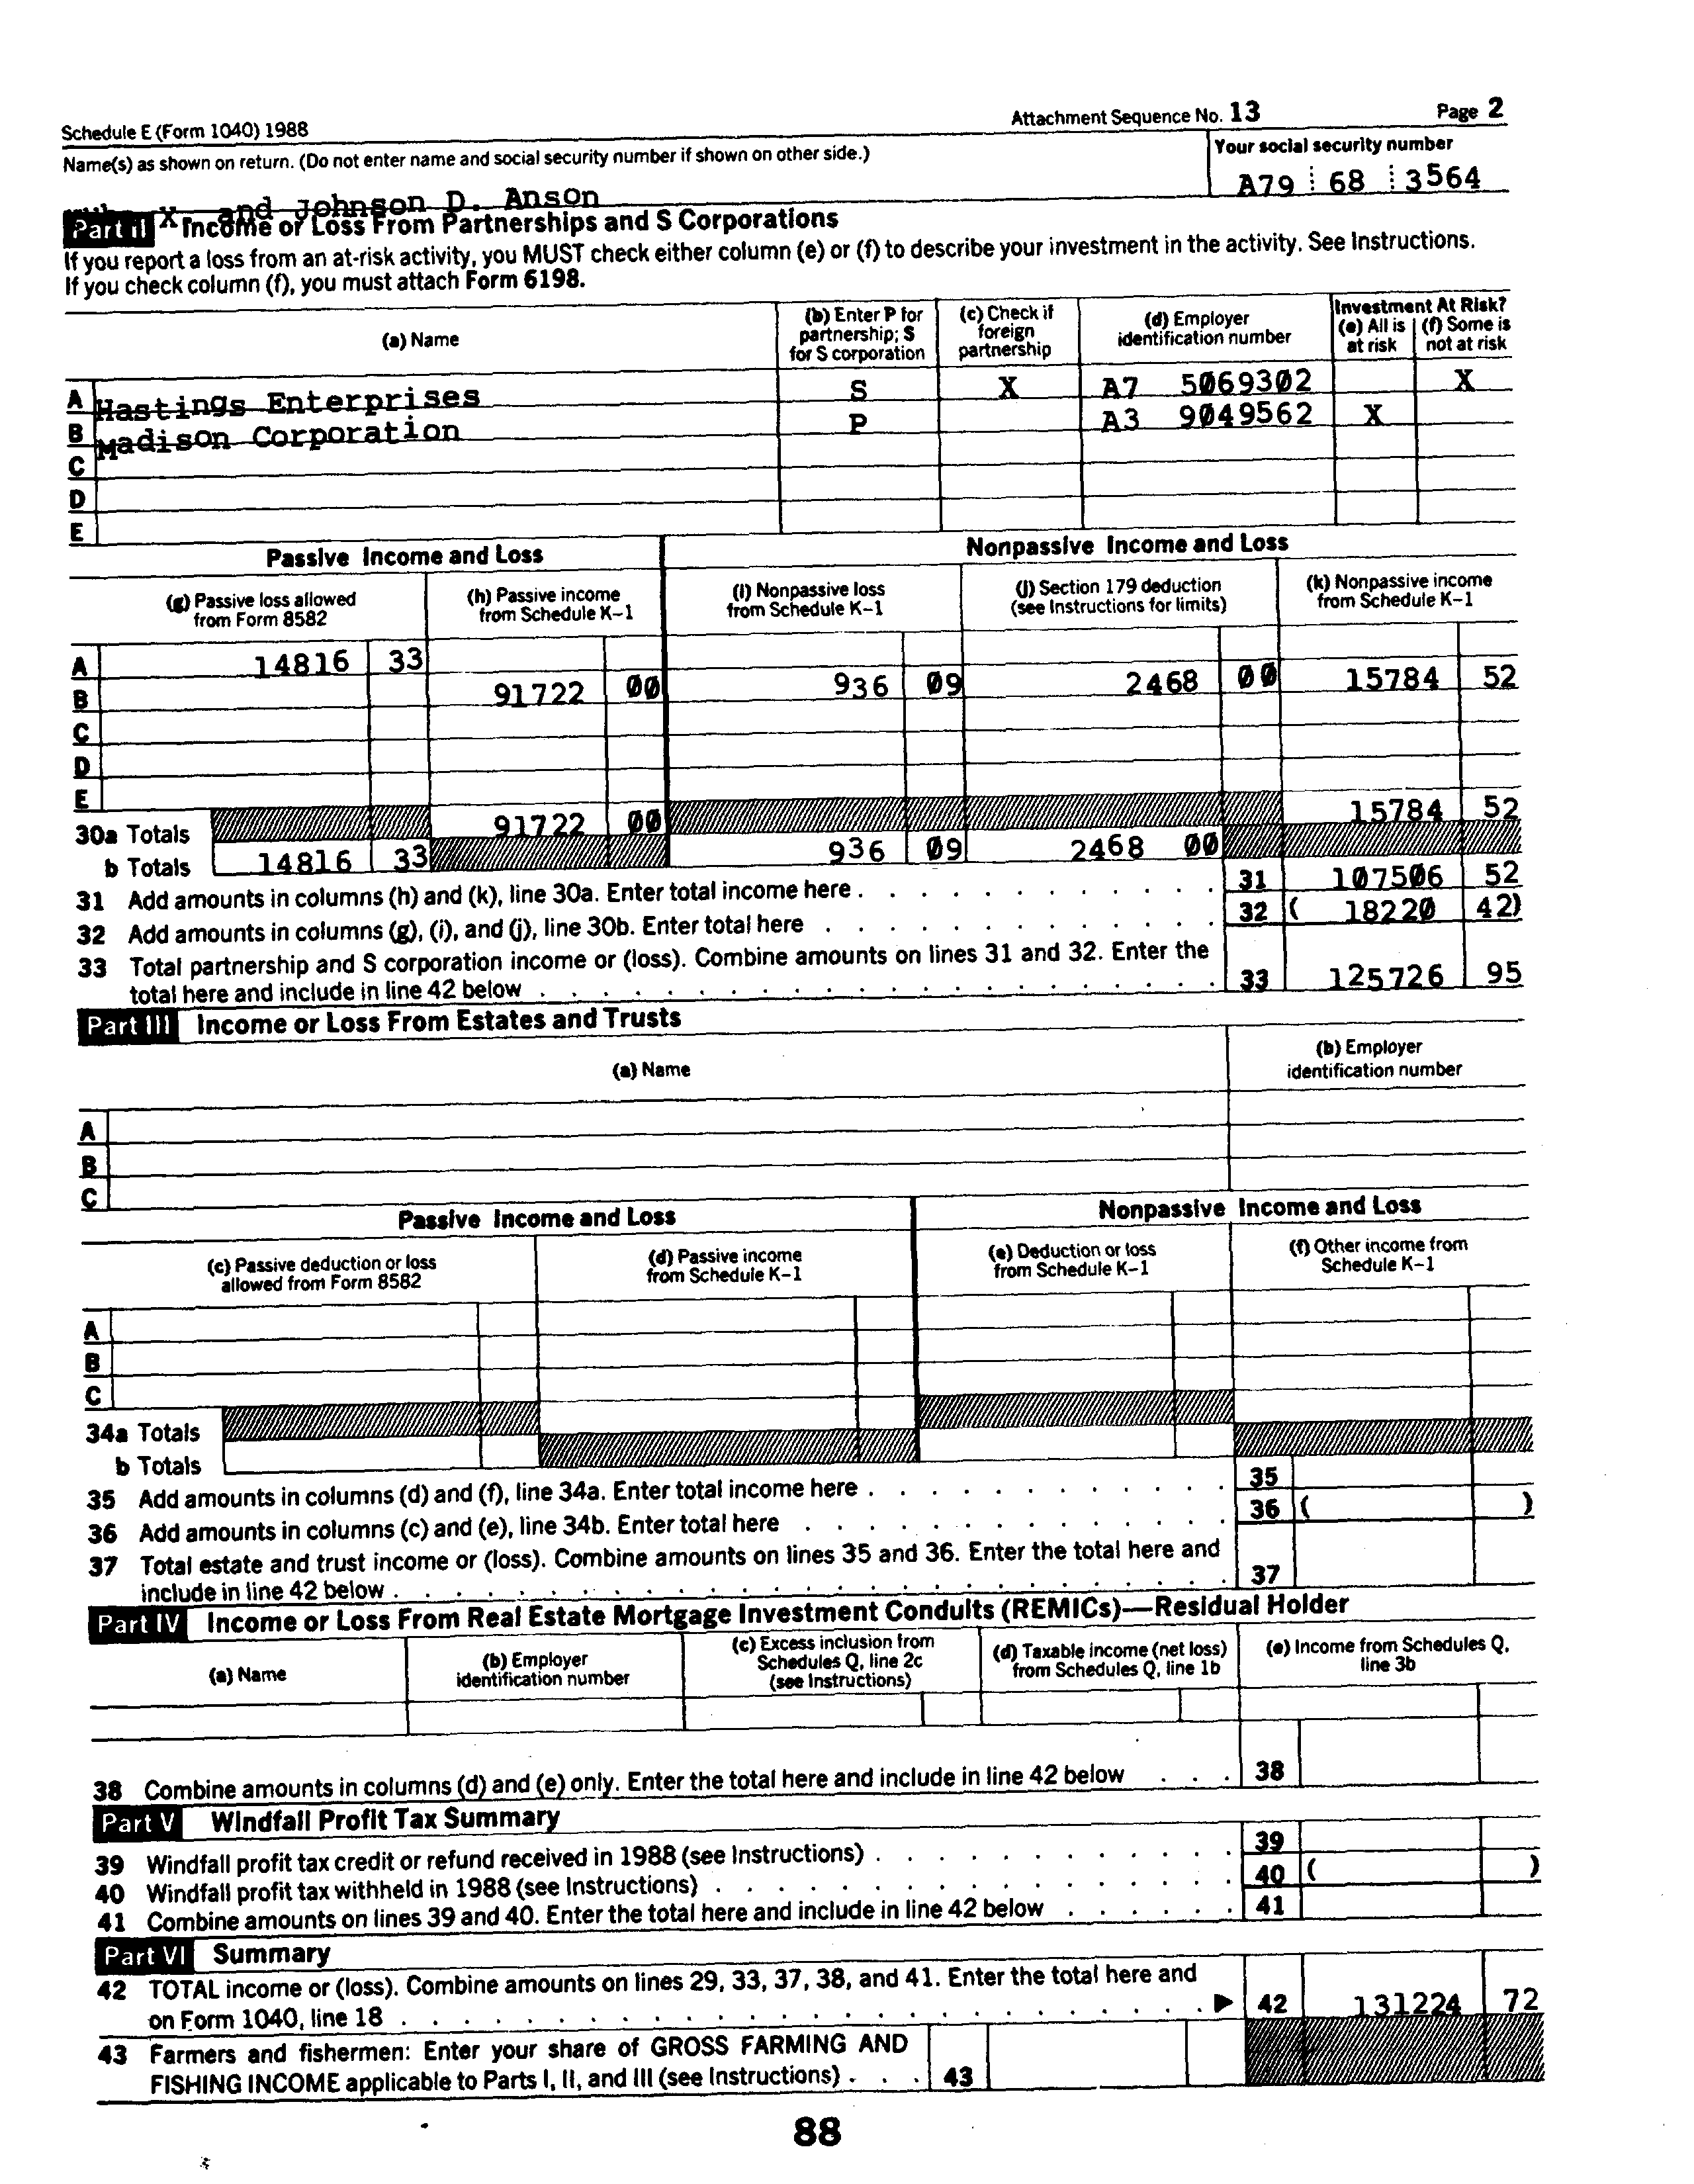 Schedule E (Form 1040) 1988 Attachment Sequence No. 13 Page 2
Name(s) as shown on return. (Do not enter name and social security number if shown on other side.) Your social security number
X. and Johnson D. Anson A79 68 3564
Part II Income or Loss From Partnerships and S Corporations
If you report a loss from an at-risk activity, you MUST check either column (e) or (f) to describe your investment in the activity. See Instructions.
If you check column (f), you must attach Form 6198.
(a) Name (b) Enter P for partnership; S for S corporation (c) Check if foreign partnership (d) Employer identification number Investment At Risk? (e) All is at risk (f) Some is not at risk
A Hastings Enterprises S X A7 5069302 X
B Madison Corporation P A3 9049562 X
C
D
E
Passive Income and Loss Nonpassive Income and Loss
(g) Passive loss allowed from Form 8582 (h) Passive income from Schedule K-1 (i) Nonpassive loss from Schedule K-1 (j) Section 179 deduction (see Instructions for limits) (k) Nonpassive income from Schedule K-1
A 14816 33
B 91722 00 936 09 2468 00 15784 52
C
D
E
30a Totals 91722 00 15784 52
b Totals 14816 33 936 09 2468 00
31 Add amounts in columns (h) and (k), line 30a. Enter total income here . . . 31 107506 52
32 Add amounts in columns (g), (i), and (j), line 30b. Enter total here . . . 32 ( 18220 42)
33 Total partnership and S corporation income or (loss). Combine amounts on lines 31 and 32. Enter the
total here and include in line 42 below . . . 33 125726 95
Part III Income or Loss From Estates and Trusts
(a) Name (b) Employer identification number
A
B
C
Passive Income and Loss Nonpassive Income and Loss
(c) Passive deduction or loss allowed from Form 8582 (d) Passive income from Schedule K-1 (e) Deduction or loss from Schedule K-1 (f) Other income from Schedule K-1
A
B
C
34a Totals
b Totals
35 Add amounts in columns (d) and (f), line 34a. Enter total income here . . . 35
36 Add amounts in columns (c) and (e), line 34b. Enter total here . . . 36 ( )
37 Total estate and trust income or (loss). Combine amounts on lines 35 and 36. Enter the total here and
include in line 42 below . . . 37
Part IV Income or Loss From Real Estate Mortgage Investment Conduits (REMICs)—Residual Holder
(a) Name (b) Employer identification number (c) Excess inclusion from Schedules Q, line 2c (see Instructions) (d) Taxable income (net loss) from Schedules Q, line 1b (e) Income from Schedules Q, line 3b
38 Combine amounts in columns (d) and (e) only. Enter the total here and include in line 42 below . . . 38
Part V Windfall Profit Tax Summary
39 Windfall profit tax credit or refund received in 1988 (see Instructions) . . . 39
40 Windfall profit tax withheld in 1988 (see Instructions) . . . 40 ( )
41 Combine amounts on lines 39 and 40. Enter the total here and include in line 42 below . . . 41
Part VI Summary
42 TOTAL income or (loss). Combine amounts on lines 29, 33, 37, 38, and 41. Enter the total here and
on Form 1040, line 18 . . . ▶ 42 131224 72
43 Farmers and fishermen: Enter your share of GROSS FARMING AND
FISHING INCOME applicable to Parts I, II, and III (see Instructions) . . . 43
88